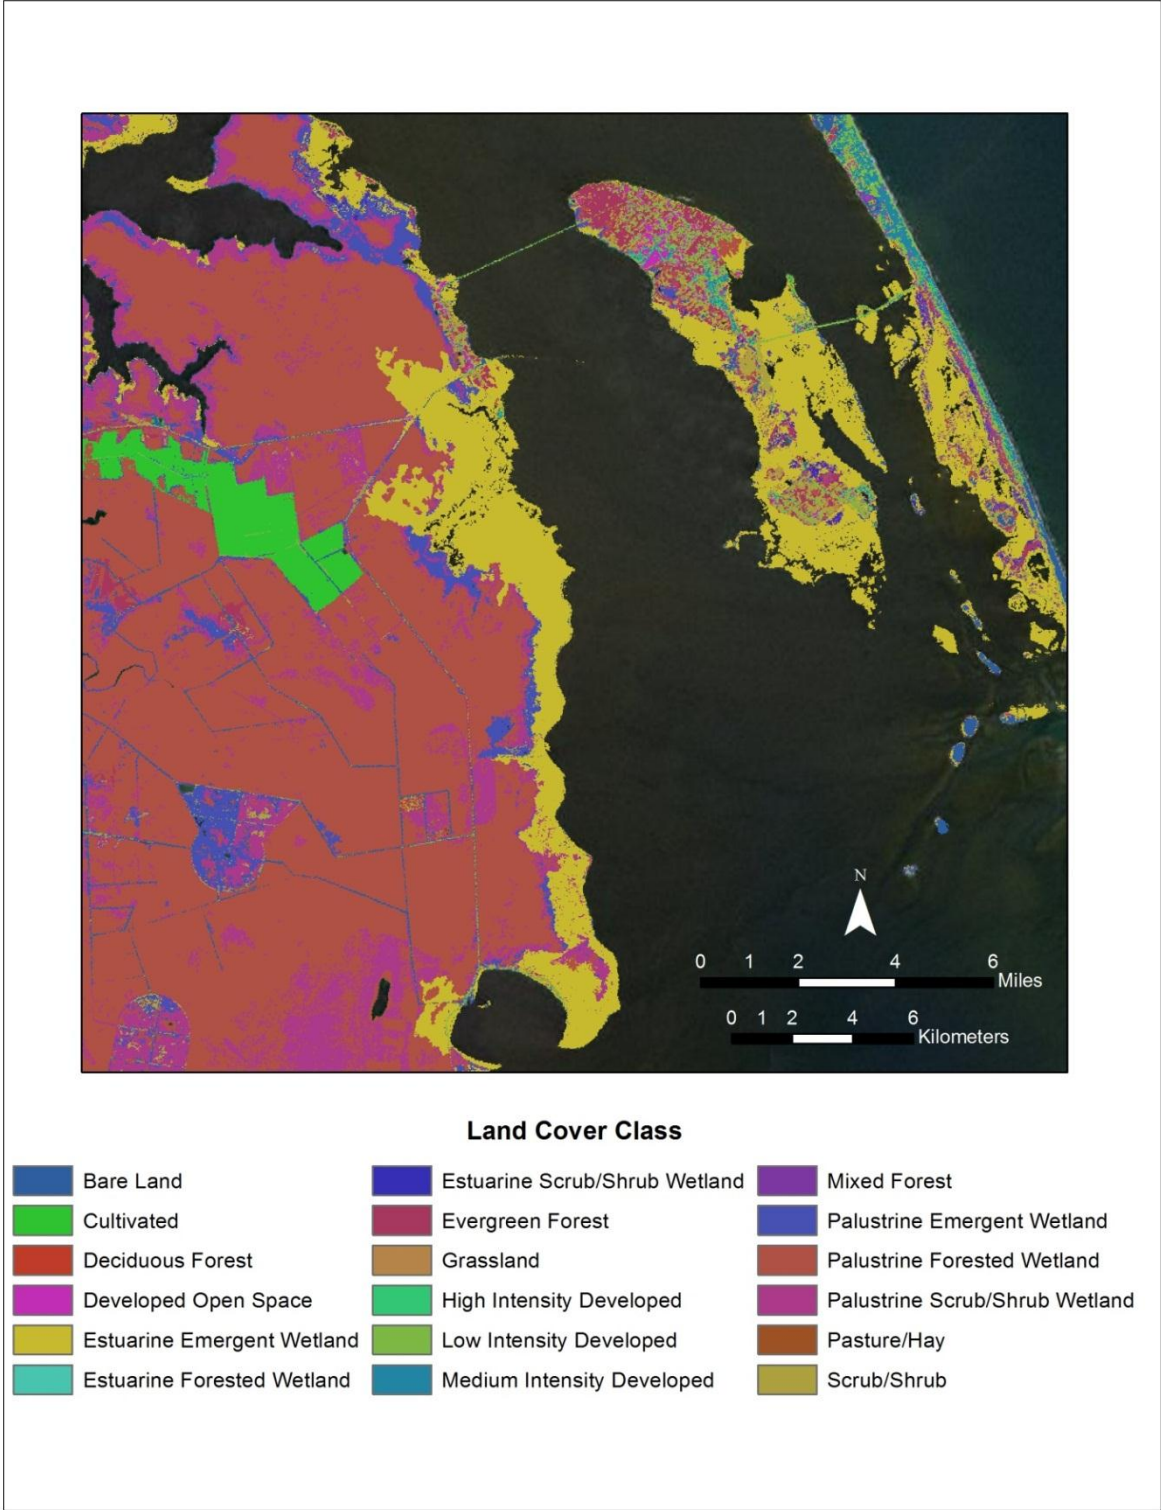 N
0 1 2 4 6
Miles
0 1 2 4 6
Kilometers
Land Cover Class
Bare Land
Cultivated
Deciduous Forest
Developed Open Space
Estuarine Emergent Wetland
Estuarine Forested Wetland
Estuarine Scrub/Shrub Wetland
Evergreen Forest
Grassland
High Intensity Developed
Low Intensity Developed
Medium Intensity Developed
Mixed Forest
Palustrine Emergent Wetland
Palustrine Forested Wetland
Palustrine Scrub/Shrub Wetland
Pasture/Hay
Scrub/Shrub